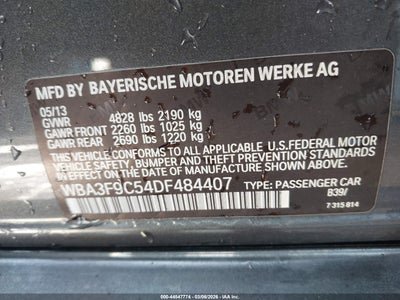 MFD BY BAYERISCHE MOTOREN WERKE AG
05/13
GVWR 4828 lbs 2190 kg
GAWR FRONT 2260 lbs 1025 kg
GAWR REAR 2690 lbs 1220 kg
THIS VEHICLE CONFORMS TO ALL APPLICABLE U.S.FEDERAL MOTOR
VEHICLE SAFETY, BUMPER AND THEFT PREVENTION STANDARDS
IN EFFECT ON THE DATE OF MANUFACTURE SHOWN ABOVE.
WBA3F9C54DF484407 TYPE: PASSENGER CAR
B39/
7 315 814
ID: 44547774 - 03/06/2026 - IAA Inc.